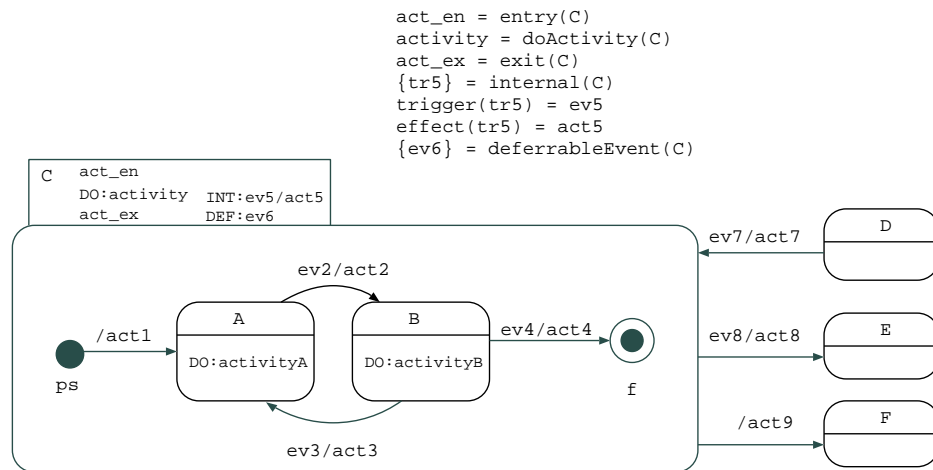 act_en = entry(C)
activity = doActivity(C)
act_ex = exit(C)
{tr5} = internal(C)
trigger(tr5) = ev5
effect(tr5) = act5
{ev6} = deferrableEvent(C)
C act_en
DO:activity INT:ev5/act5
act_ex DEF:ev6
ev7/act7
D
ev2/act2
/act1
A
B
ev4/act4
ev8/act8
E
DO:activityA
DO:activityB
ps
f
ev3/act3
/act9
F